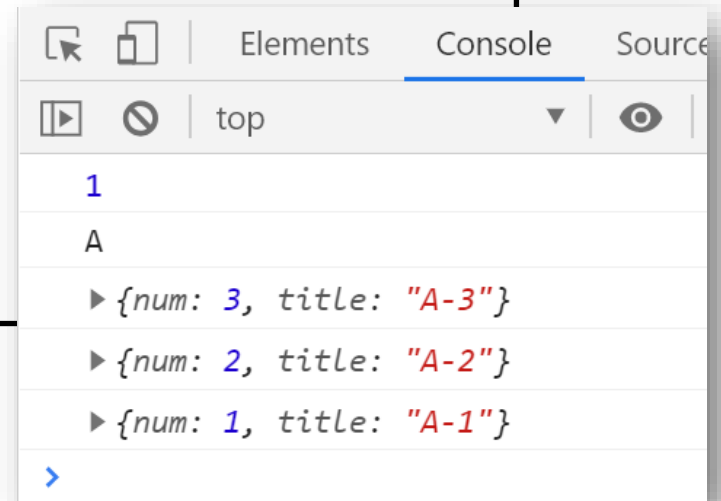 Elements Console Source
top
1
A
{num: 3, title: "A-3"}
{num: 2, title: "A-2"}
{num: 1, title: "A-1"}